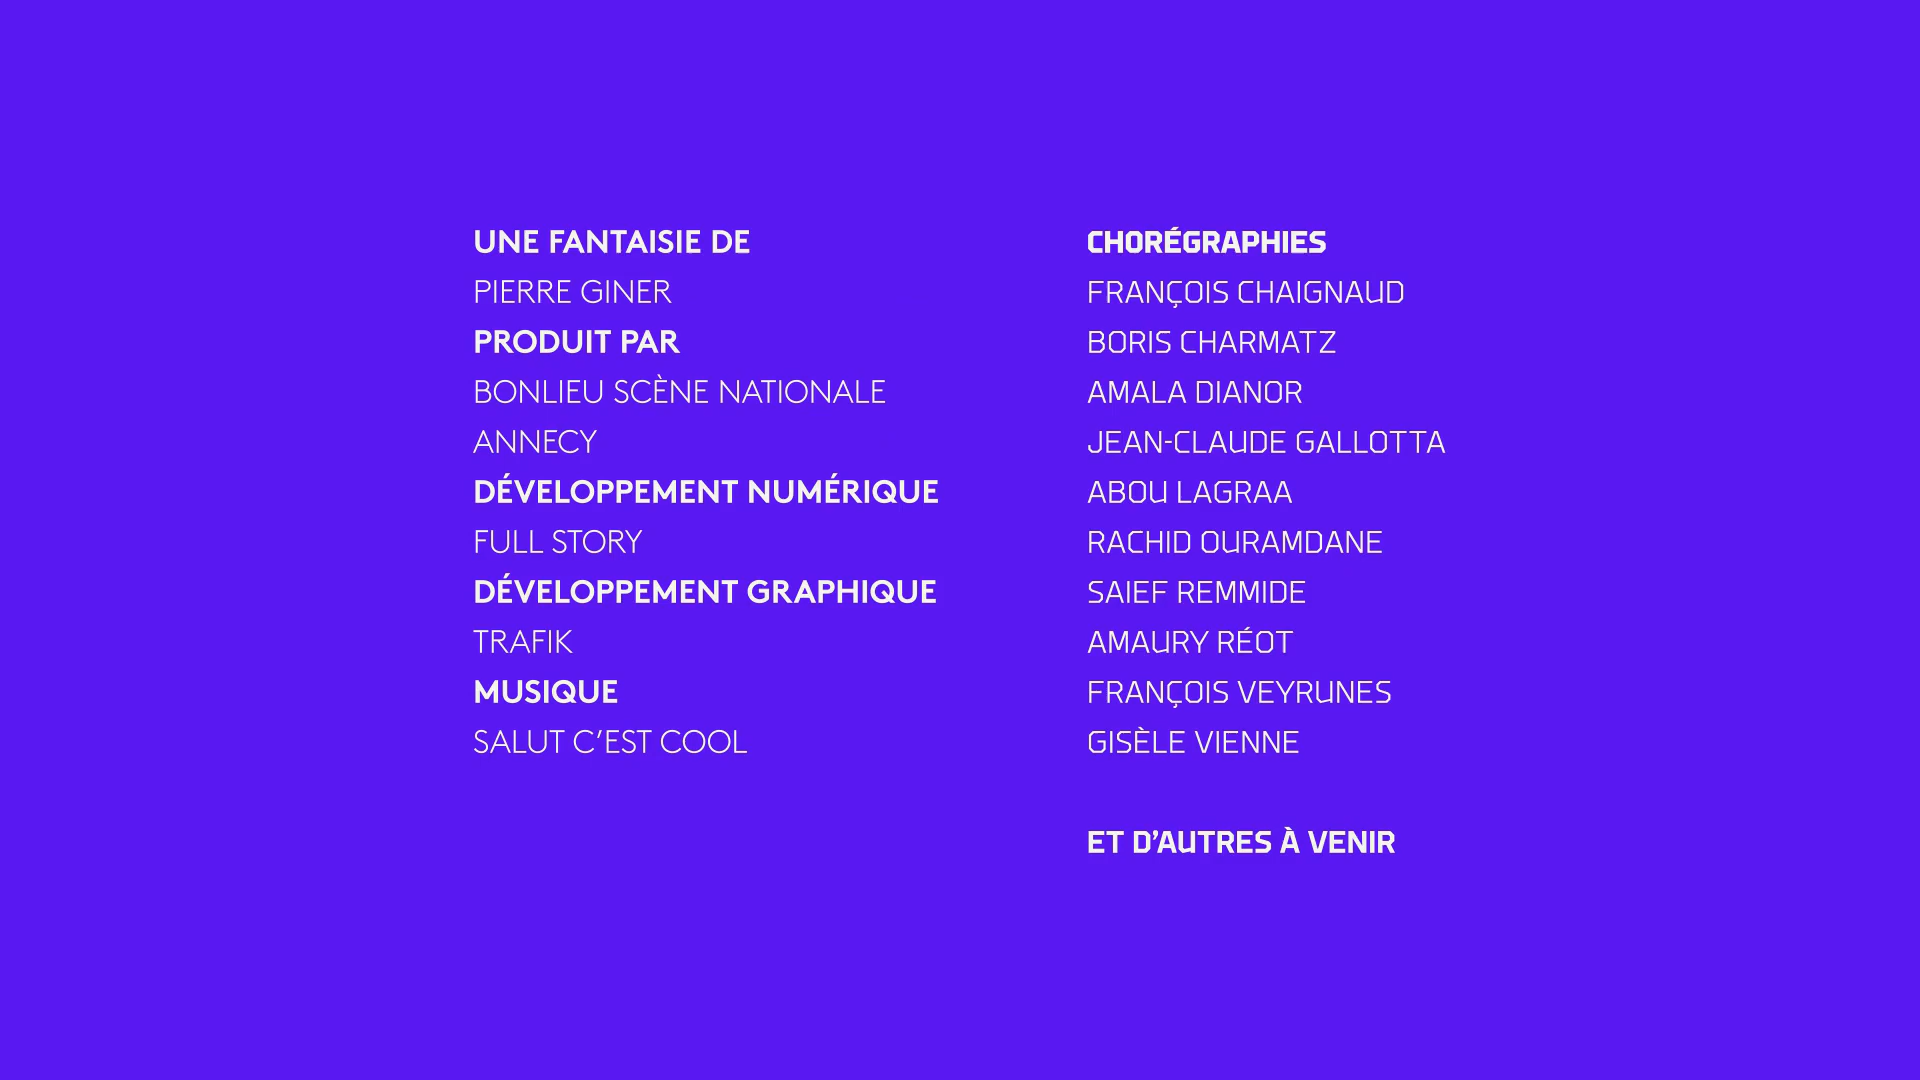 UNE FANTAISIE DE
PIERRE GINER
PRODUIT PAR
BONLIEU SCÈNE NATIONALE
ANNECY
DÉVELOPPEMENT NUMÉRIQUE
FULL STORY
DÉVELOPPEMENT GRAPHIQUE
TRAFIK
MUSIQUE
SALUT C’EST COOL
CHORÉGRAPHIES
FRANÇOIS CHAIGNAUD
BORIS CHARMATZ
AMALA DIANOR
JEAN-CLAUDE GALLOTTA
ABOU LAGRAA
RACHID OURAMDANE
SAIEF REMMIDE
AMAURY RÉOT
FRANÇOIS VEYRUNES
GISÈLE VIENNE
ET D’AUTRES À VENIR